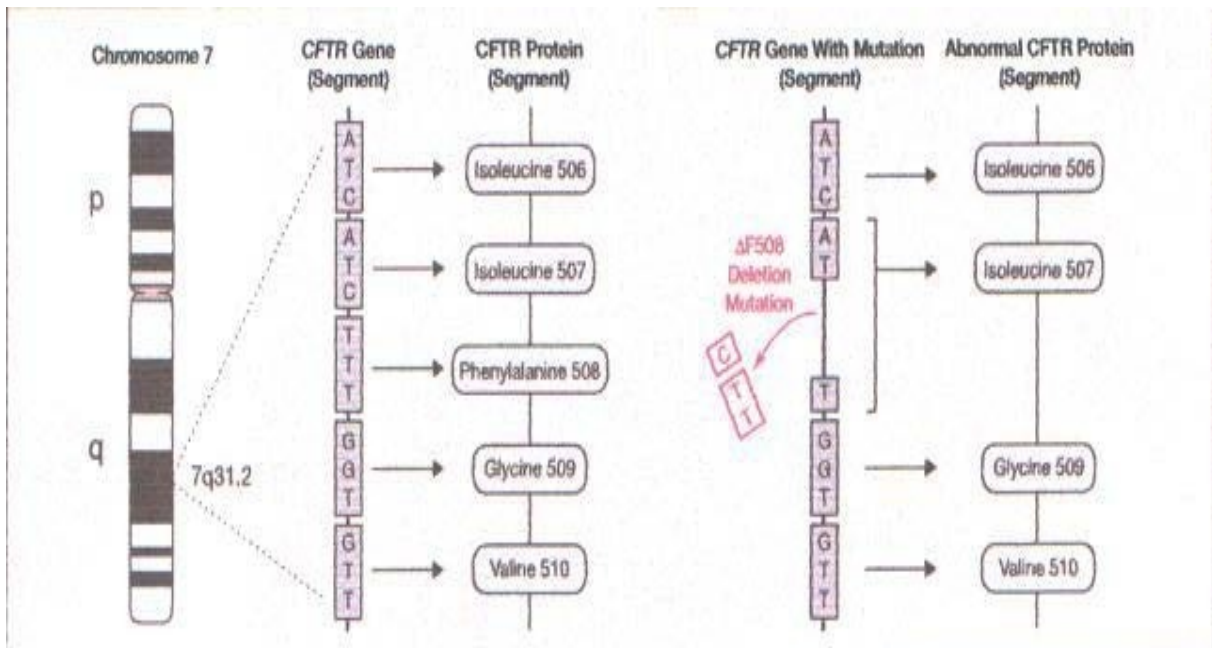 Chromosome 7
p
q
7q31.2
CFTR Gene
(Segment)
A
T
C
A
T
C
T
T
T
G
G
T
G
T
T
CFTR Protein
(Segment)
Isoleucine 506
Isoleucine 507
Phenylalanine 508
Glycine 509
Valine 510
CFTR Gene With Mutation
(Segment)
A
T
C
A
T
T
G
G
T
G
T
T
ΔF508
Deletion
Mutation
C
T
T
Abnormal CFTR Protein
(Segment)
Isoleucine 506
Isoleucine 507
Glycine 509
Valine 510